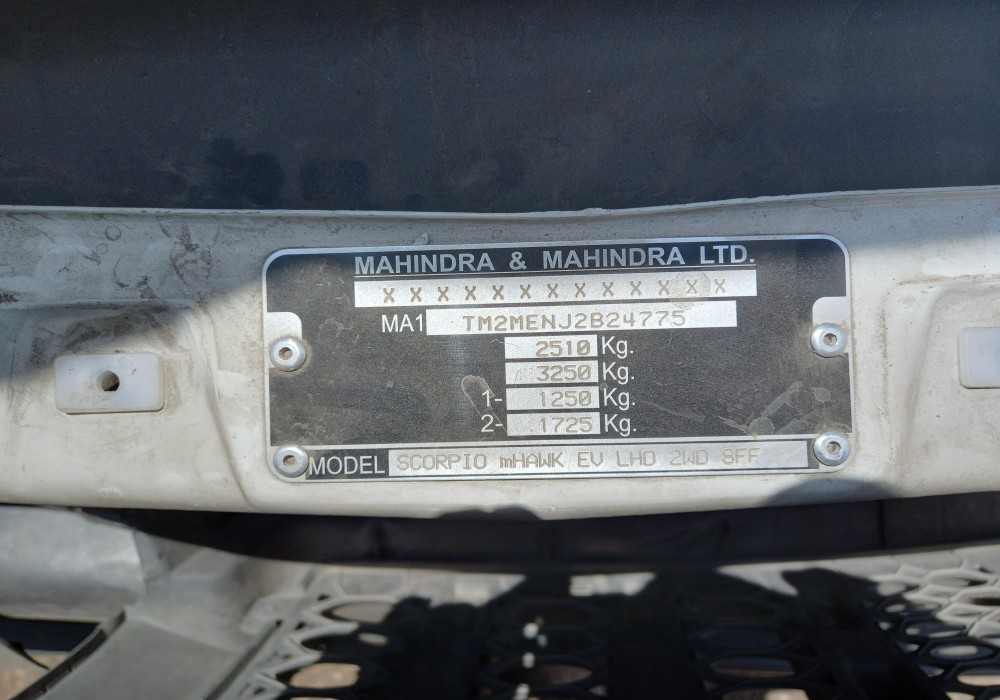 MAHINDRA & MAHINDRA LTD.
X X X X X X X X X X X X X
MA1 TM2MENJ2B24775
2510 Kg.
3250 Kg.
1- 1250 Kg.
2- 1725 Kg.
MODEL SCORPIO mHAWK EV LHD 2WD 8FF